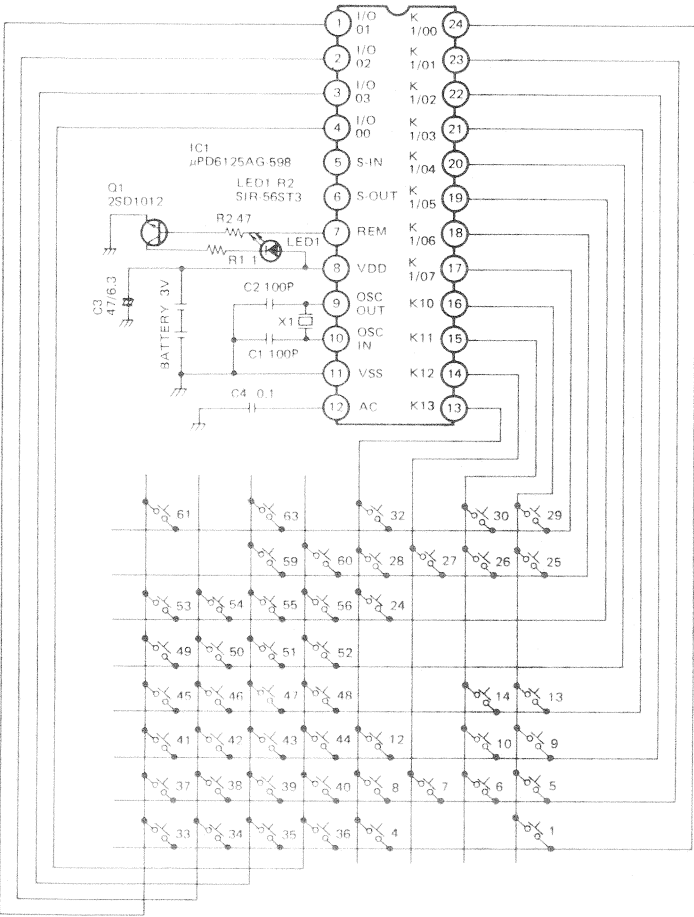 1 I/O 01 K 1/00 24
2 I/O 02 K 1/01 23
3 I/O 03 K 1/02 22
4 I/O 00 K 1/03 21
IC1
µPD6125AG-598
5 S-IN K 1/04 20
LED1 R2
SIR-56ST3
6 S-OUT K 1/05 19
Q1
2SD1012
R2 47
7 REM K 1/06 18
LED1
R1 1
8 VDD K 1/07 17
C3
47/6.3
BATTERY 3V
C2 100P
9 OSC OUT K10 16
X1
10 OSC IN K11 15
C1 100P
11 VSS K12 14
C4 0.1
12 AC K13 13
61 63 32 30 29
59 60 28 27 26 25
53 54 55 56 24
49 50 51 52
45 46 47 48 14 13
41 42 43 44 12 10 9
37 38 39 40 8 7 6 5
33 34 35 36 4 1